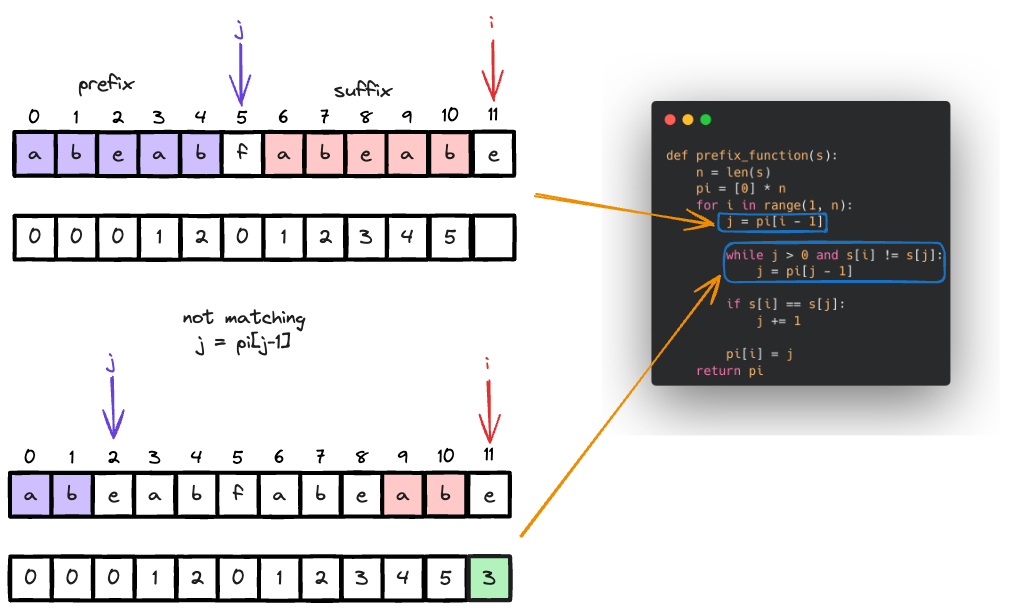 j
i
prefix
suffix
0 1 2 3 4 5 6 7 8 9 10 11
a b e a b f a b e a b e
0 0 0 1 2 0 1 2 3 4 5
not matching
j = pi[j-1]
j
i
0 1 2 3 4 5 6 7 8 9 10 11
a b e a b f a b e a b e
0 0 0 1 2 0 1 2 3 4 5 3
def prefix_function(s):
    n = len(s)
    pi = [0] * n
    for i in range(1, n):
        j = pi[i - 1]
        while j > 0 and s[i] != s[j]:
            j = pi[j - 1]
        if s[i] == s[j]:
            j += 1
        pi[i] = j
    return pi